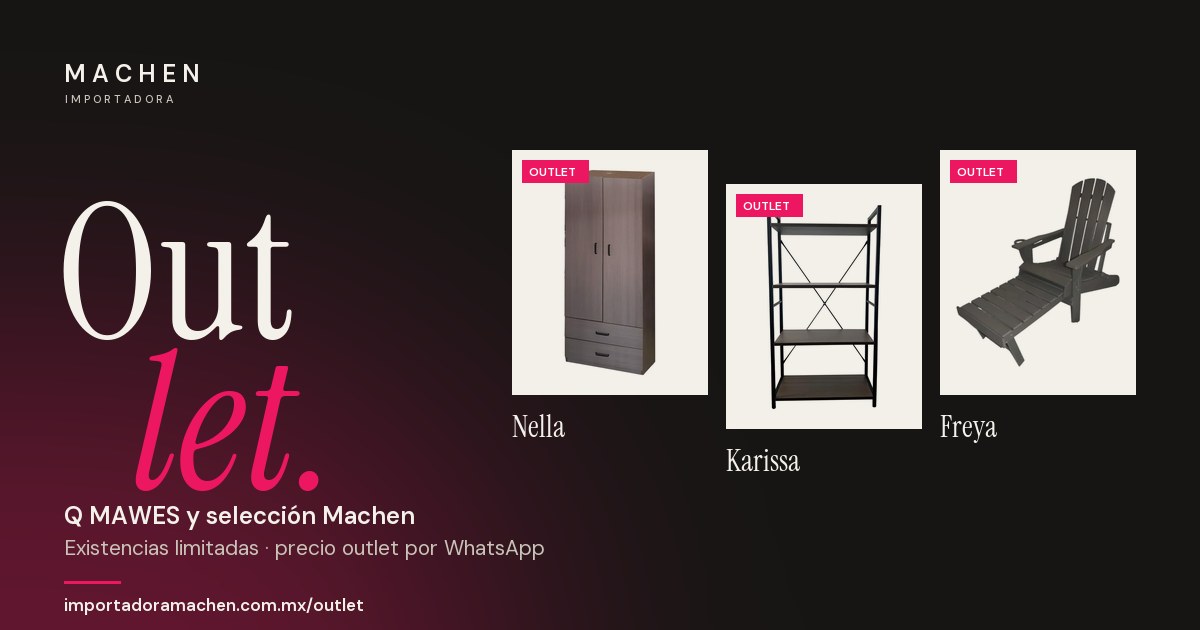 MACHEN
IMPORTADORA
Out
let.
Q MAWES y selección Machen
Existencias limitadas · precio outlet por WhatsApp
importadoramachen.com.mx/outlet
OUTLET
Nella
OUTLET
Karissa
OUTLET
Freya